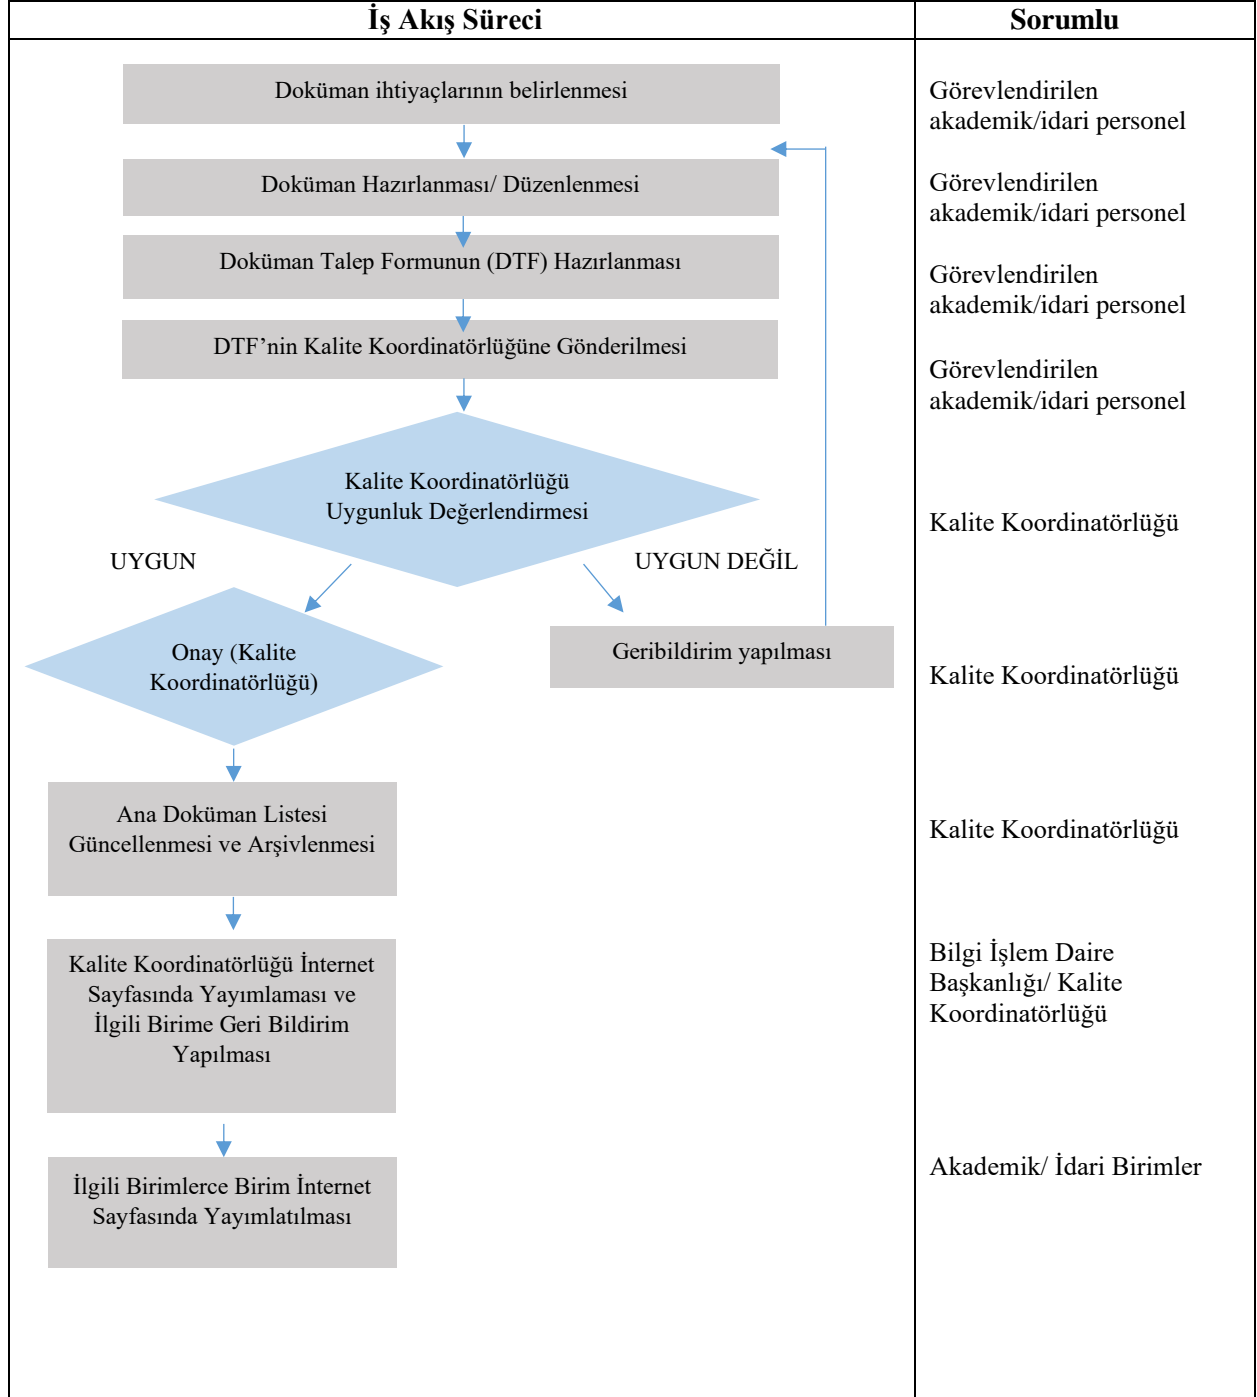 İş Akış Süreci
Sorumlu
Doküman ihtiyaçlarının belirlenmesi
Görevlendirilen
akademik/idari personel
Doküman Hazırlanması/ Düzenlenmesi
Görevlendirilen
akademik/idari personel
Doküman Talep Formunun (DTF) Hazırlanması
Görevlendirilen
akademik/idari personel
DTF’nin Kalite Koordinatörlüğüne Gönderilmesi
Görevlendirilen
akademik/idari personel
Kalite Koordinatörlüğü
Uygunluk Değerlendirmesi
Kalite Koordinatörlüğü
UYGUN
UYGUN DEĞİL
Onay (Kalite
Koordinatörlüğü)
Geribildirim yapılması
Kalite Koordinatörlüğü
Ana Doküman Listesi
Güncellenmesi ve Arşivlenmesi
Kalite Koordinatörlüğü
Kalite Koordinatörlüğü İnternet
Sayfasında Yayımlaması ve
İlgili Birime Geri Bildirim
Yapılması
Bilgi İşlem Daire
Başkanlığı/ Kalite
Koordinatörlüğü
İlgili Birimlerce Birim İnternet
Sayfasında Yayımlatılması
Akademik/ İdari Birimler